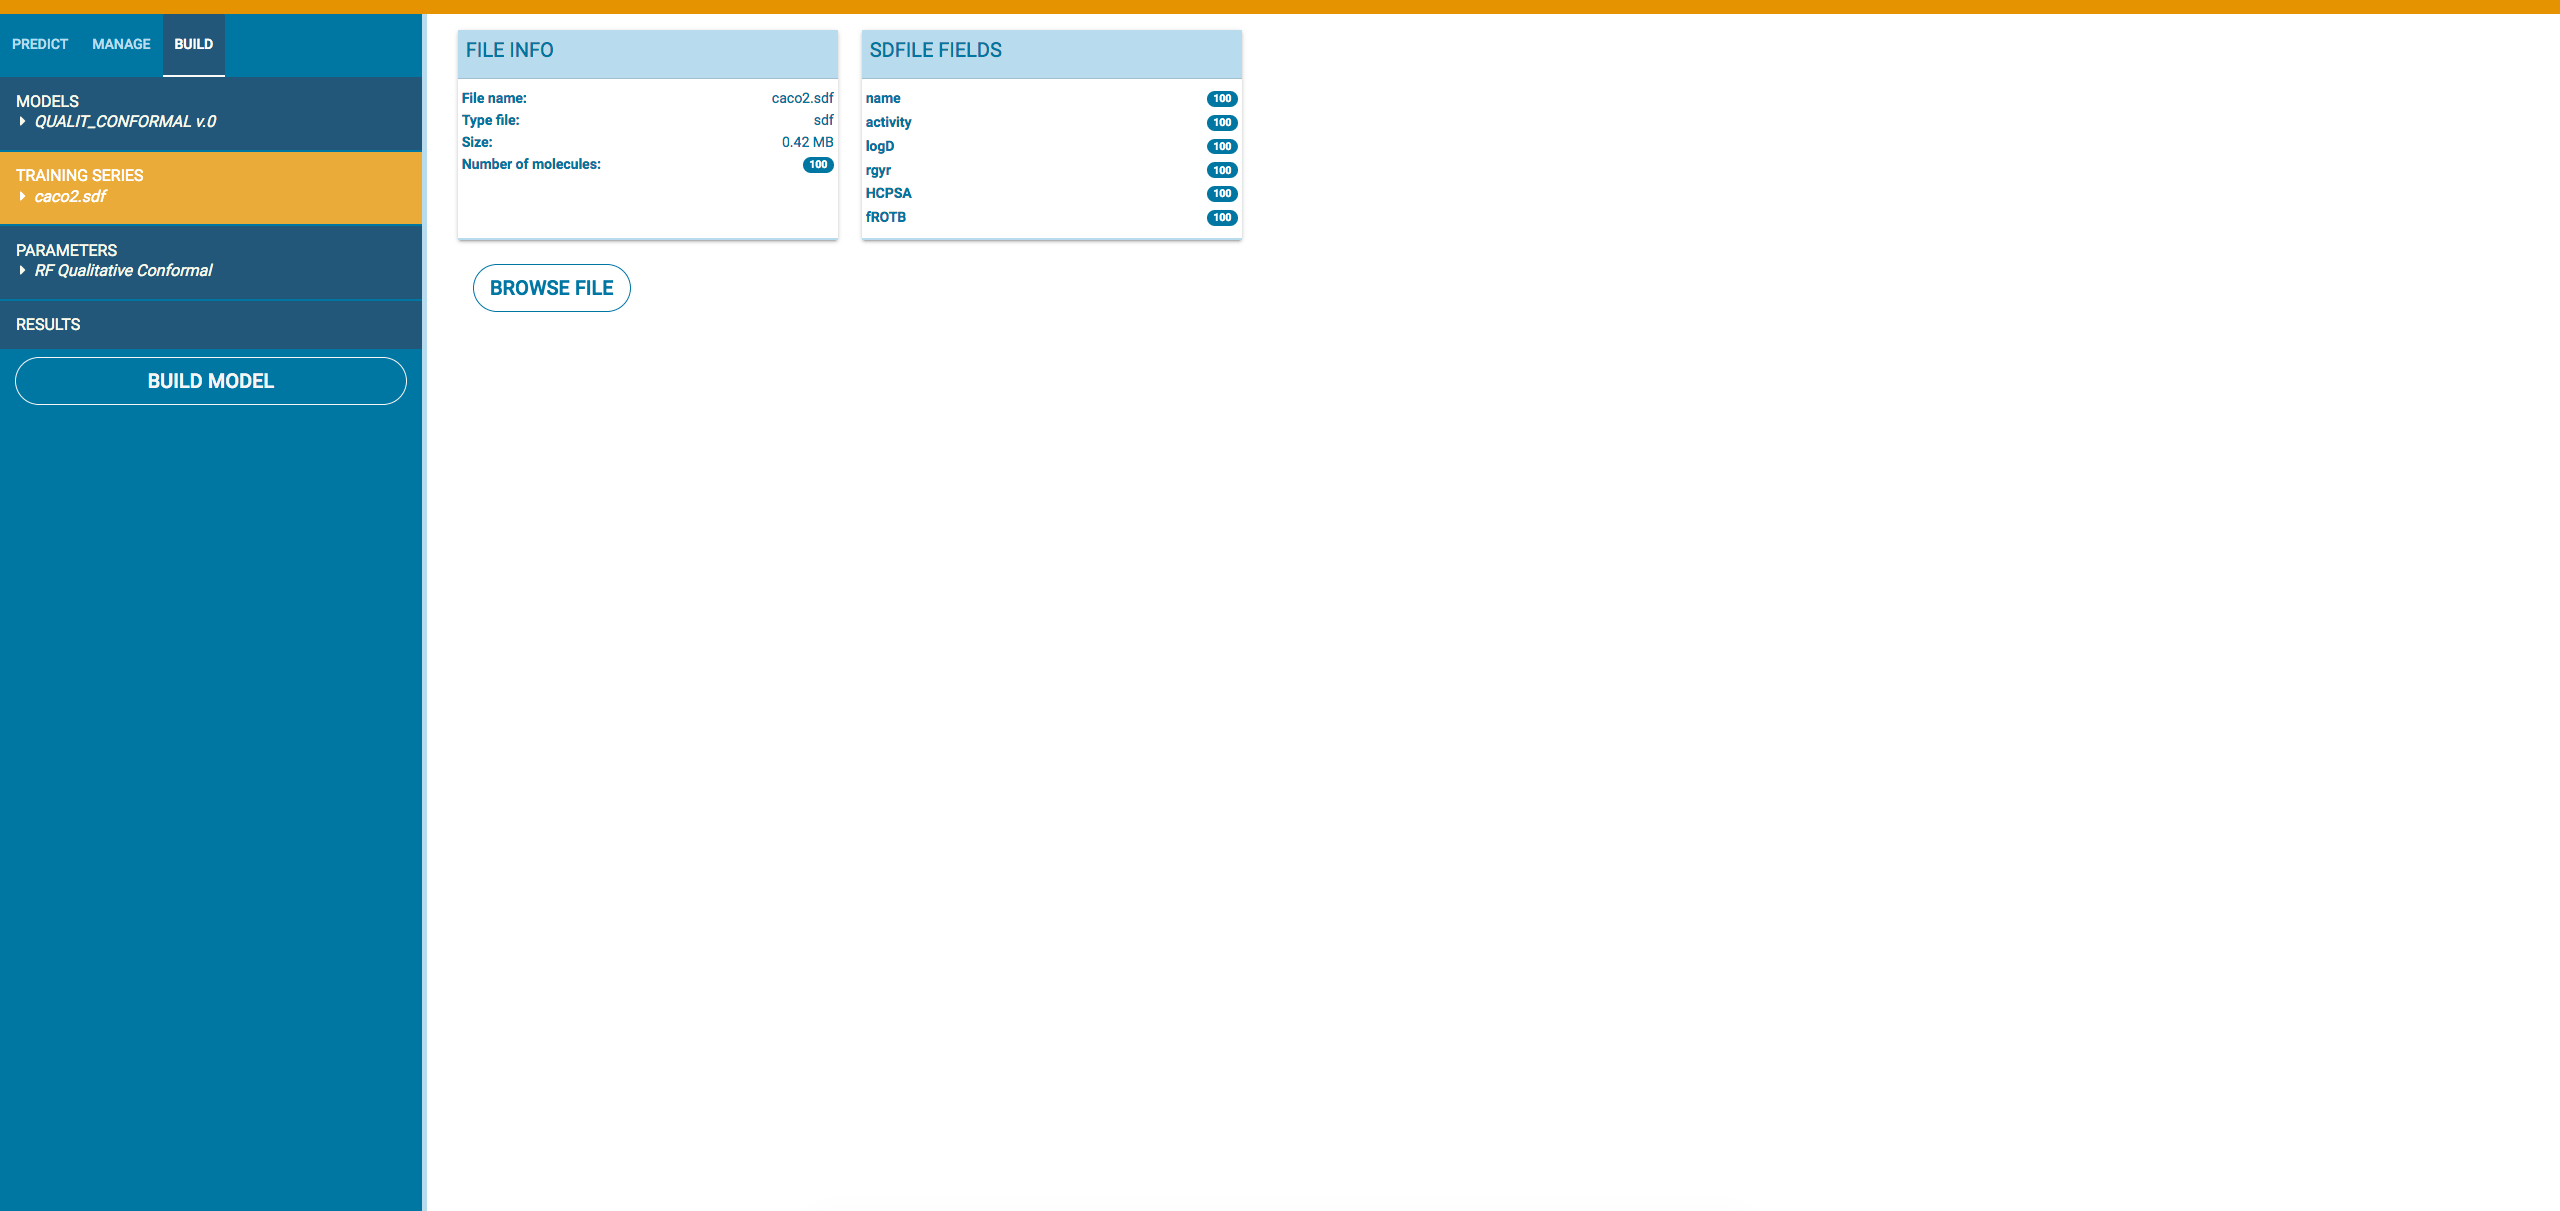 PREDICT MANAGE BUILD
MODELS
QUALIT_CONFORMAL v.0
TRAINING SERIES
caco2.sdf
PARAMETERS
RF Qualitative Conformal
RESULTS
BUILD MODEL
FILE INFO
File name: caco2.sdf
Type file: sdf
Size: 0.42 MB
Number of molecules: 100
SDFILE FIELDS
name 100
activity 100
logD 100
rgyr 100
HCPSA 100
fROTB 100
BROWSE FILE